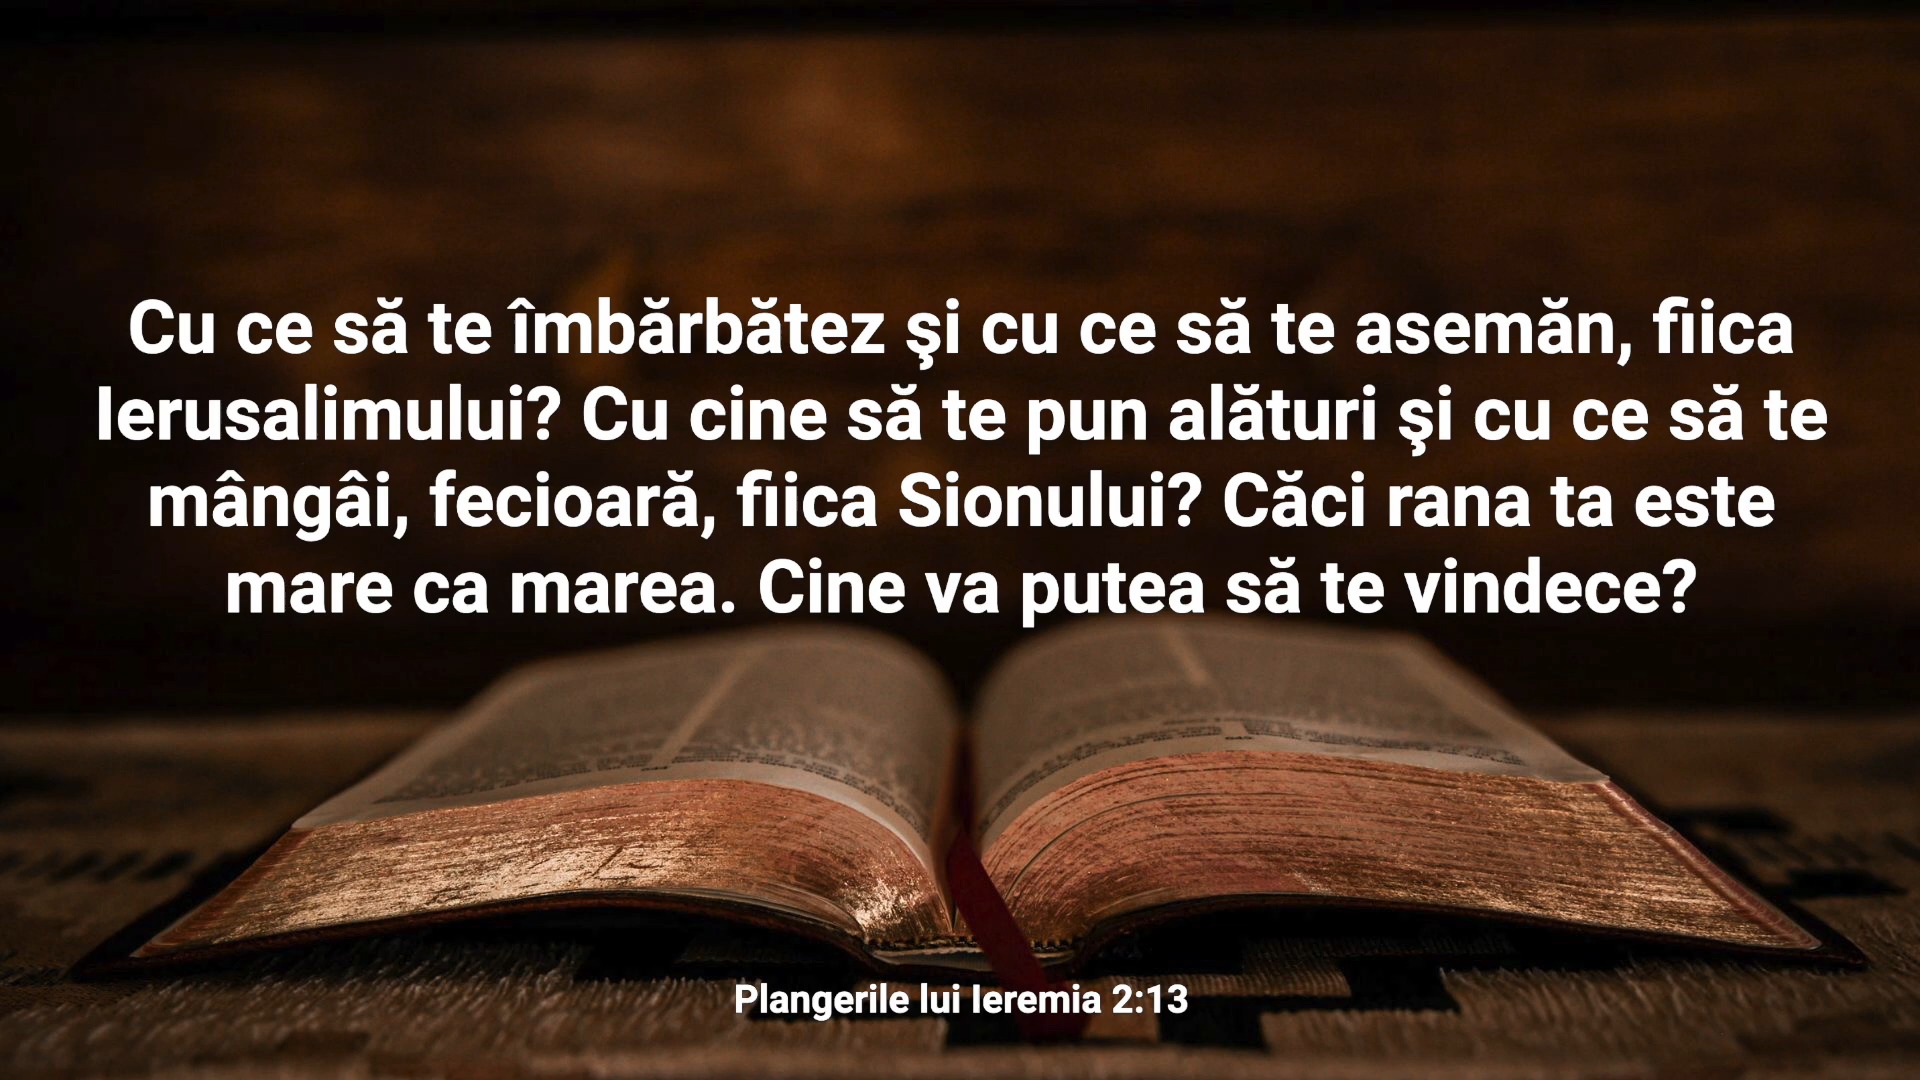 Cu ce să te îmbărbătez şi cu ce să te asemăn, fiica
Ierusalimului? Cu cine să te pun alături şi cu ce să te
mângâi, fecioară, fiica Sionului? Căci rana ta este
mare ca marea. Cine va putea să te vindece?
Plangerile lui Ieremia 2:13